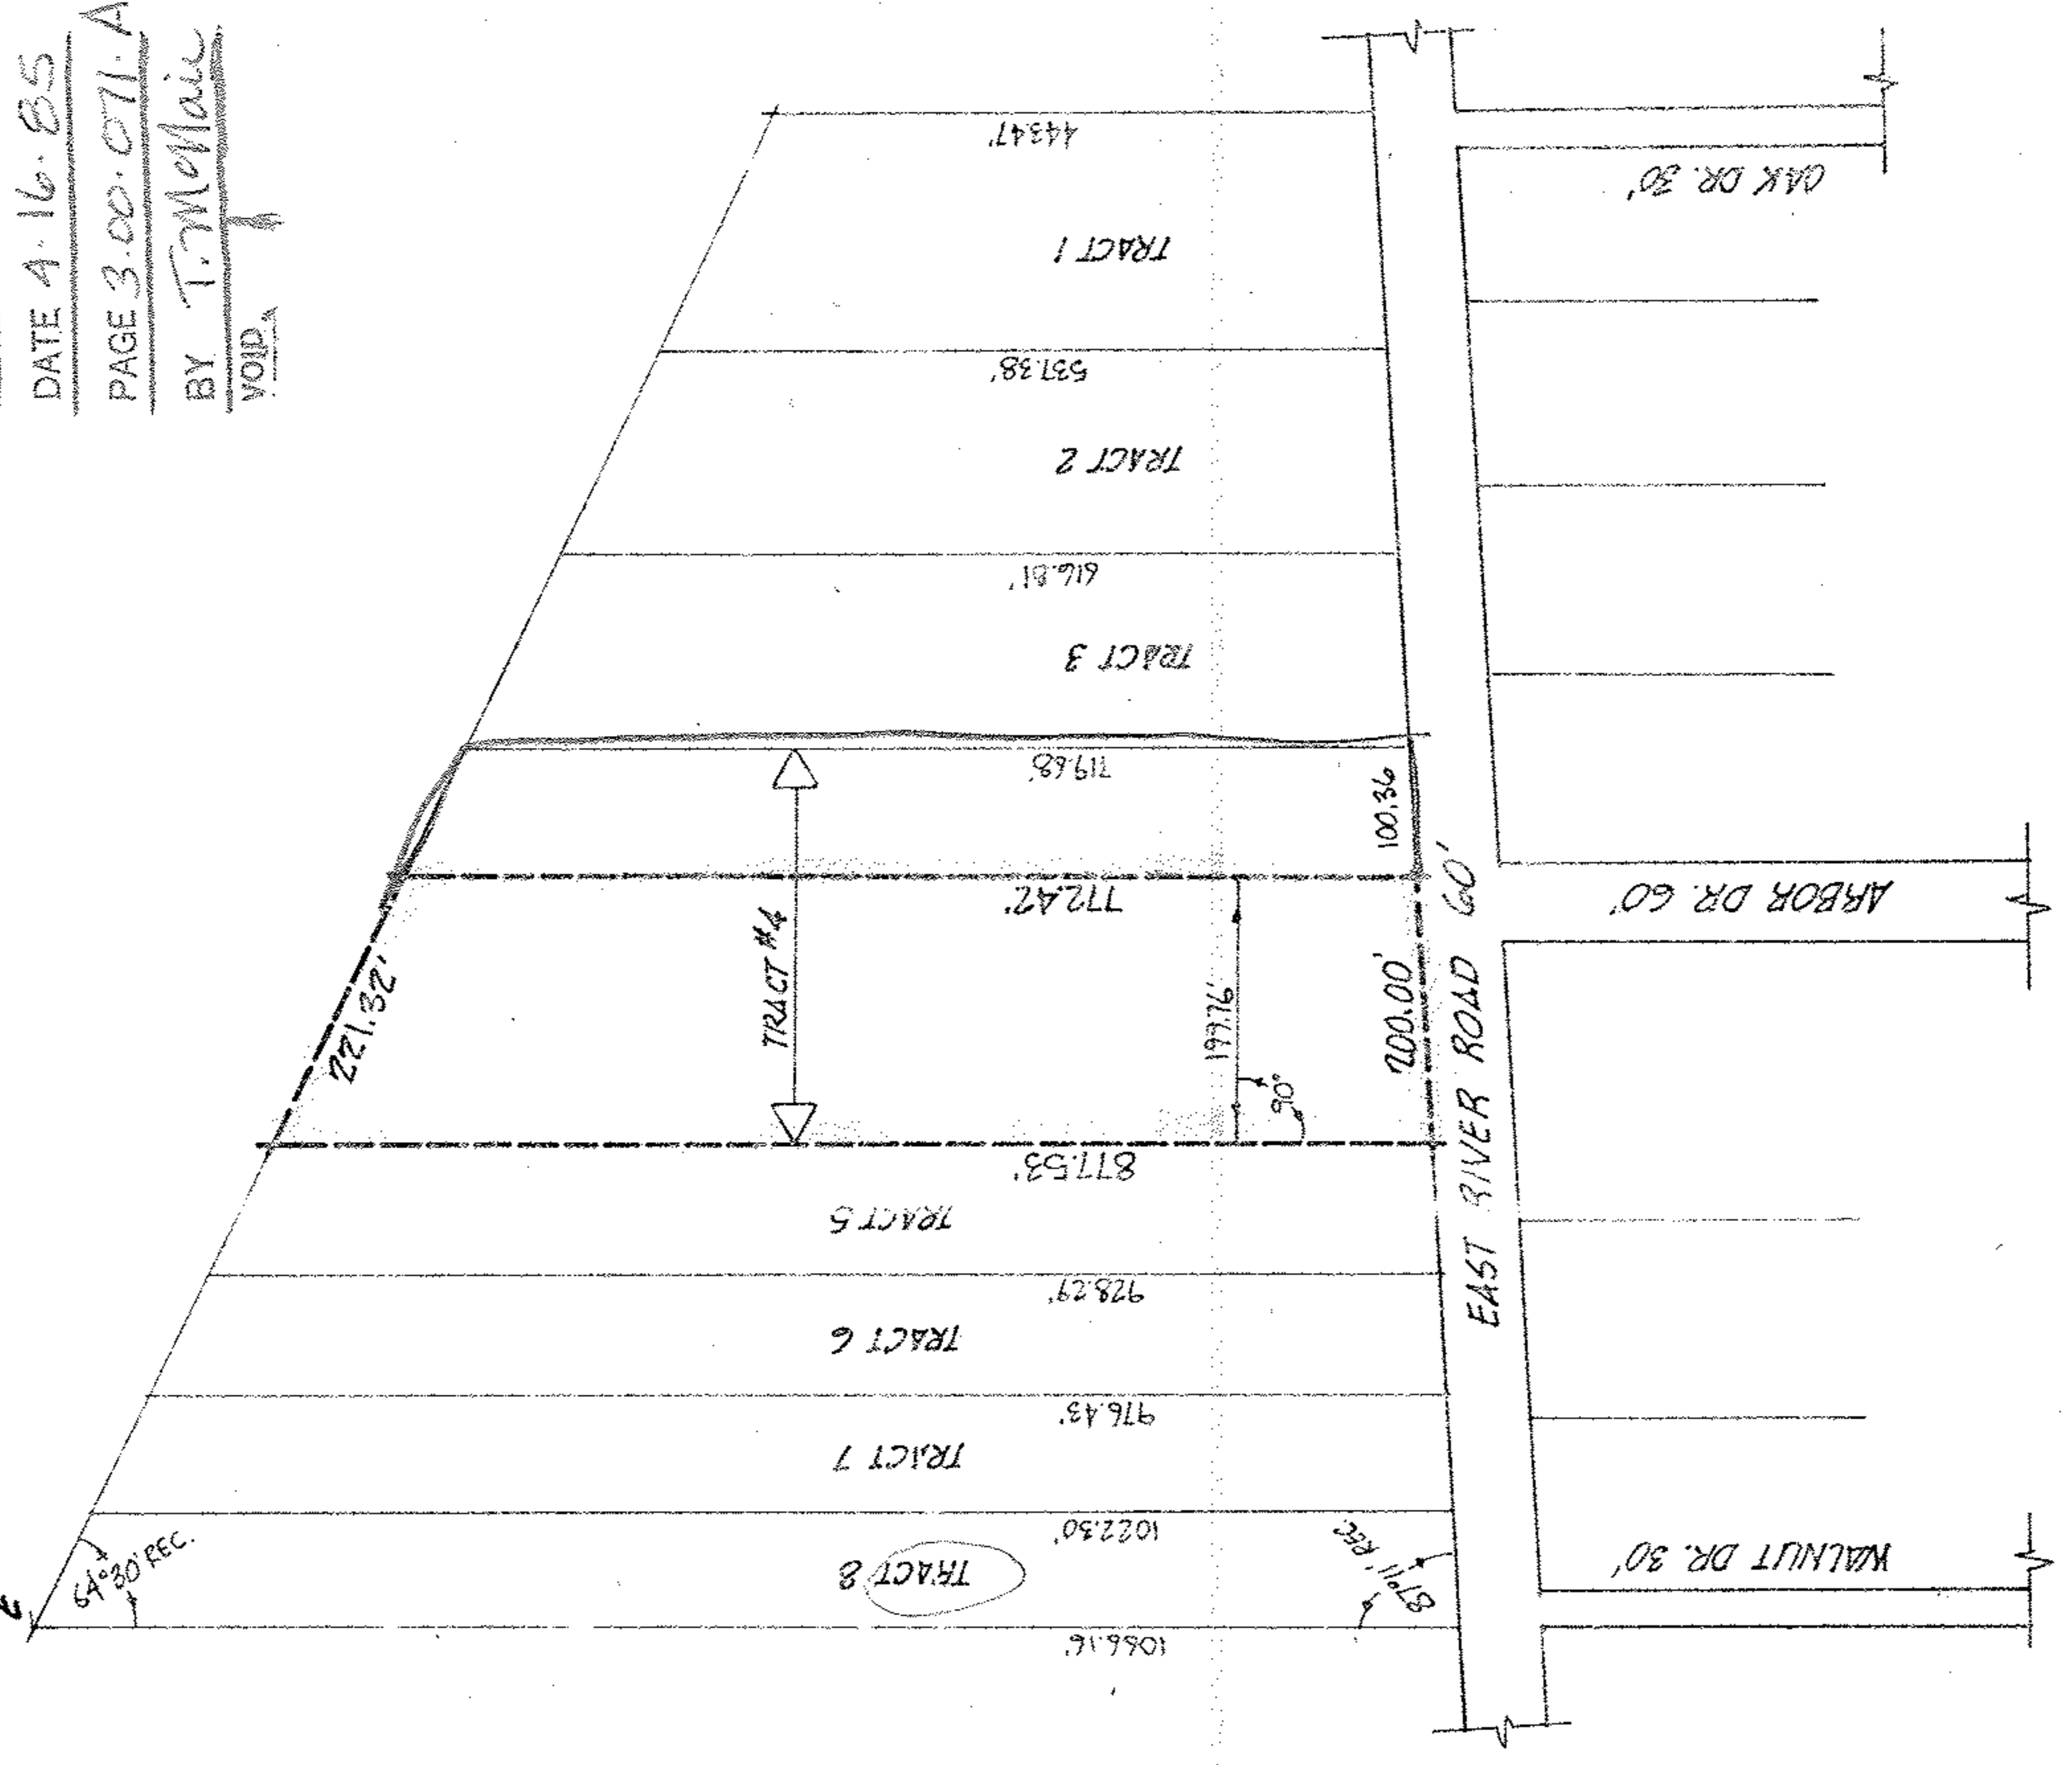 DATE 4·16·85
PAGE 3.00.071.A
BY T. McNair
VOID
443.47'
TRACT 1
537.38'
TRACT 2
616.81'
TRACT 3
719.68'
100.36
772.47'
TRACT #4
221.32'
199.76'
90°
200.00'
877.53'
TRACT 5
928.29'
TRACT 6
976.43'
TRACT 7
1022.30'
TRACT 8
1066.16'
64°30' REC.
87°11' REC.
EAST RIVER ROAD 60'
OAK DR. 30'
ARBOR DR. 60'
WALNUT DR. 30'